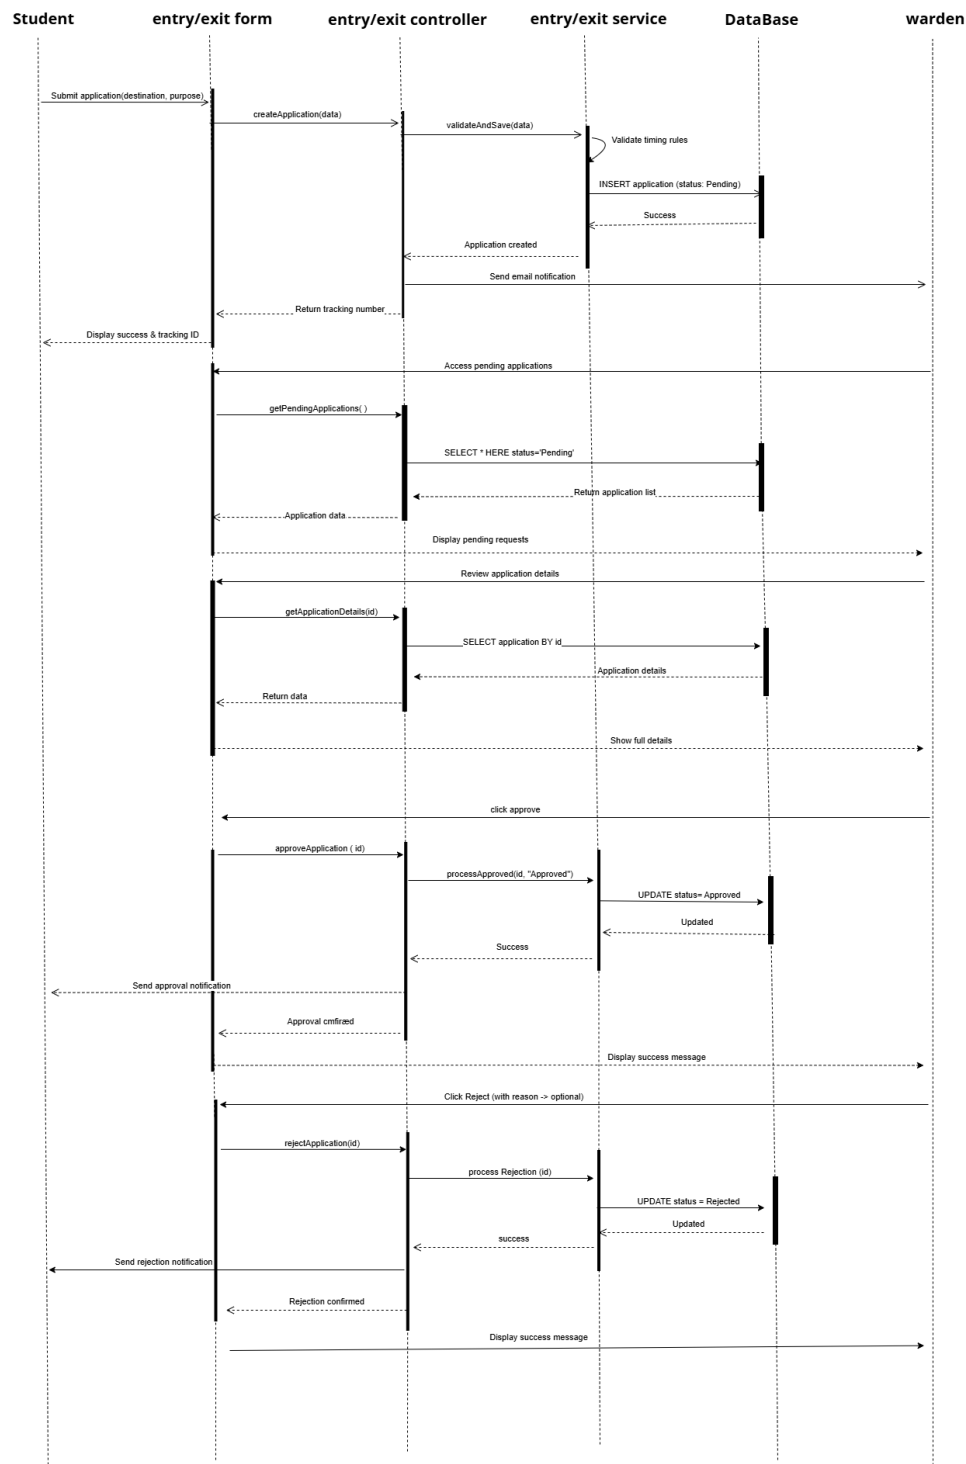 Student
entry/exit form
entry/exit controller
entry/exit service
DataBase
warden
Submit application(destination, purpose)
createApplication(data)
validateAndSave(data)
Validate timing rules
INSERT application (status: Pending)
Success
Application created
Send email notification
Return tracking number
Display success & tracking ID
Access pending applications
getPendingApplications( )
SELECT * HERE status='Pending'
Return application list
Application data
Display pending requests
Review application details
getApplicationDetails(id)
SELECT application BY id
Application details
Return data
Show full details
click approve
approveApplication ( id)
processApproved(id, "Approved")
UPDATE status= Approved
Updated
Success
Send approval notification
Approval cmfiræd
Display success message
Click Reject (with reason -> optional)
rejectApplication(id)
process Rejection (id)
UPDATE status = Rejected
Updated
success
Send rejection notification
Rejection confirmed
Display success message